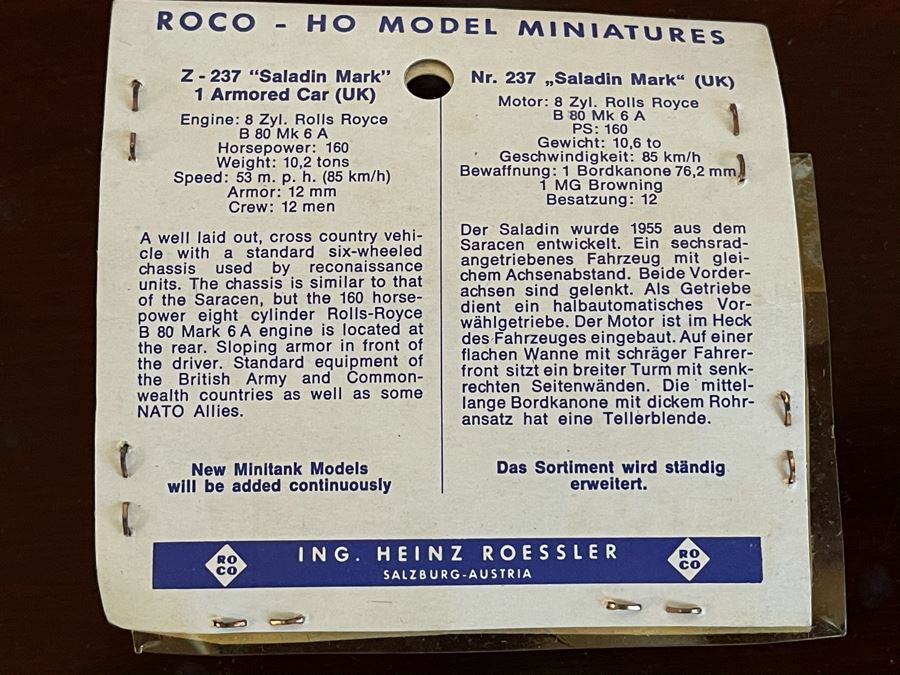 ROCO - HO MODEL MINIATURES
Z - 237 "Saladin Mark"
1 Armored Car (UK)
Engine: 8 Zyl. Rolls Royce
B 80 Mk 6 A
Horsepower: 160
Weight: 10,2 tons
Speed: 53 m. p. h. (85 km/h)
Armor: 12 mm
Crew: 12 men
A well laid out, cross country vehi-
cle with a standard six-wheeled
chassis used by reconaissance
units. The chassis is similar to that
of the Saracen, but the 160 horse-
power eight cylinder Rolls-Royce
B 80 Mark 6 A engine is located at
the rear. Sloping armor in front of
the driver. Standard equipment of
the British Army and Common-
wealth countries as well as some
NATO Allies.
New Minitank Models
will be added continuously
Nr. 237 „Saladin Mark“ (UK)
Motor: 8 Zyl. Rolls Royce
B 80 Mk 6 A
PS: 160
Gewicht: 10,6 to
Geschwindigkeit: 85 km/h
Bewaffnung: 1 Bordkanone 76,2 mm,
1 MG Browning
Besatzung: 12
Der Saladin wurde 1955 aus dem
Saracen entwickelt. Ein sechsrad-
angetriebenes Fahrzeug mit glei-
chem Achsenabstand. Beide Vorder-
achsen sind gelenkt. Als Getriebe
dient ein halbautomatisches Vor-
wählgetriebe. Der Motor ist im Heck
des Fahrzeuges eingebaut. Auf einer
flachen Wanne mit schräger Fahrer-
front sitzt ein breiter Turm mit senk-
rechten Seitenwänden. Die mittel-
lange Bordkanone mit dickem Rohr-
ansatz hat eine Tellerblende.
Das Sortiment wird ständig
erweitert.
RO
CO
ING. HEINZ ROESSLER
SALZBURG-AUSTRIA
RO
CO